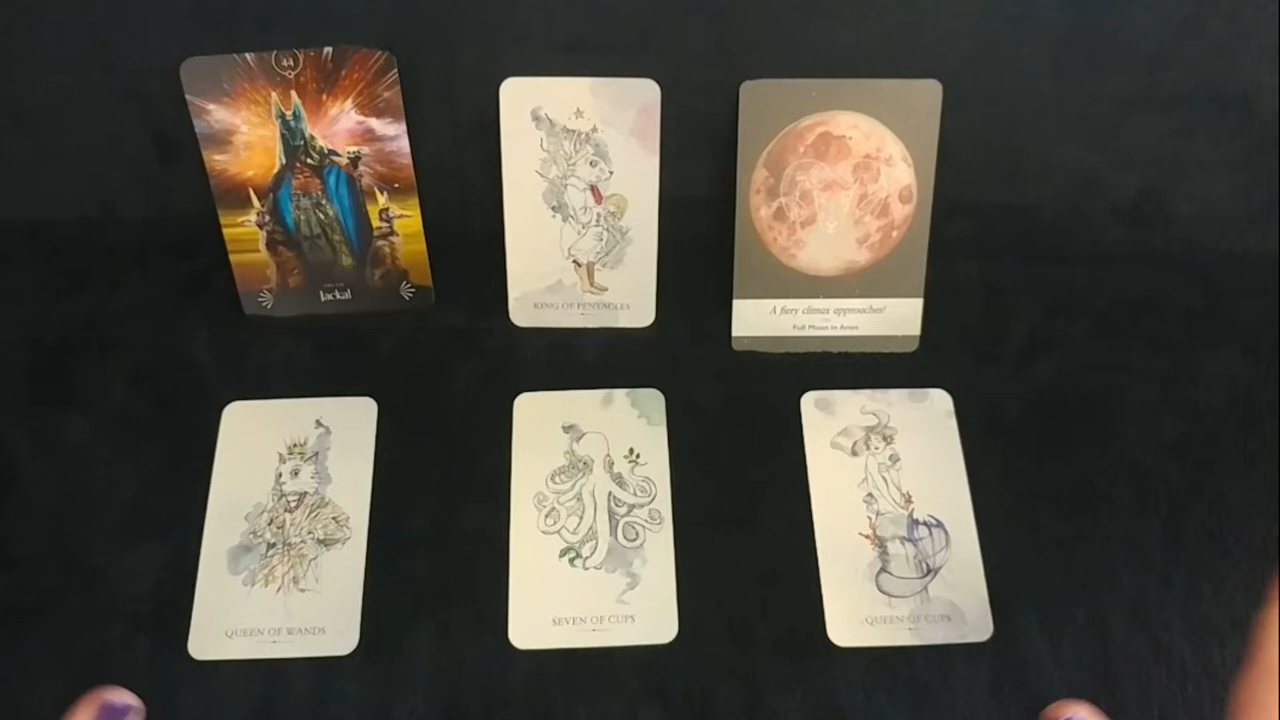 44
Jackal
KING OF PENTACLES
A fiery climax approaches!
Full Moon in Aries
QUEEN OF WANDS
SEVEN OF CUPS
QUEEN OF CUPS